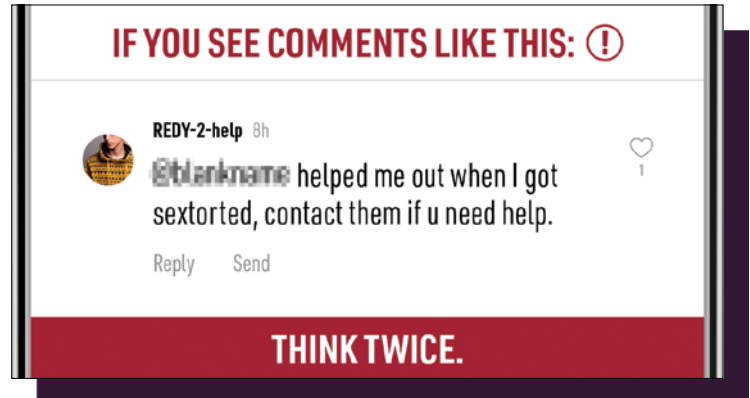 IF YOU SEE COMMENTS LIKE THIS: !
REDY-2-help 8h
@blankname helped me out when I got
1
sextorted, contact them if u need help.
Reply Send
THINK TWICE.